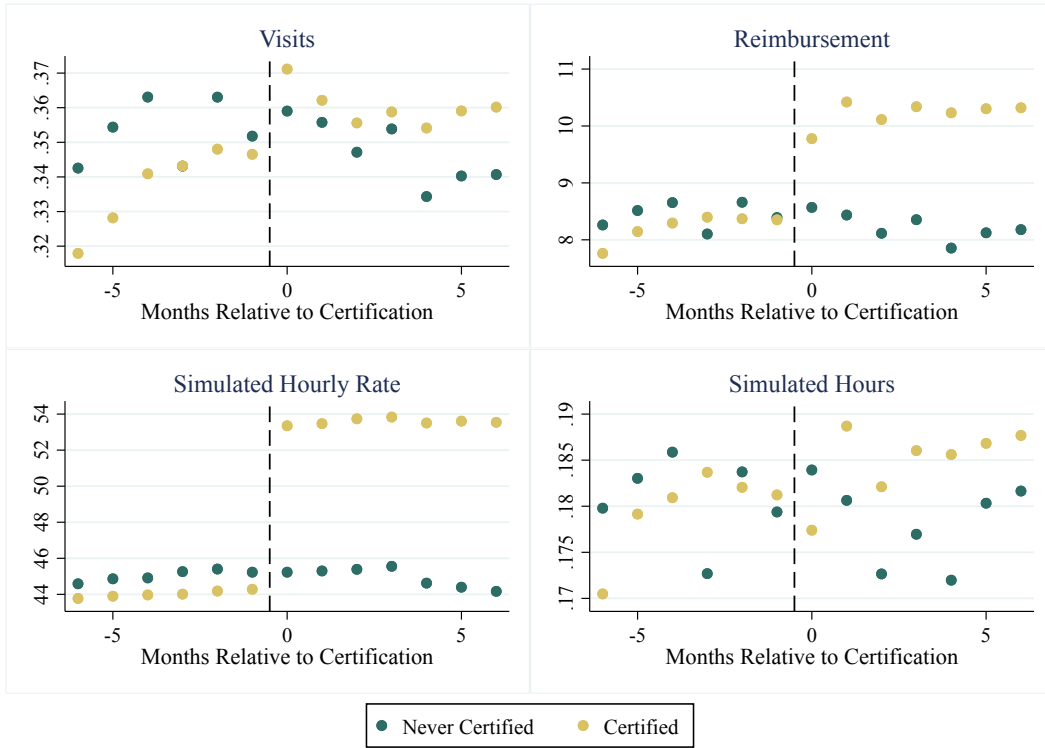 Visits
.37
.36
.35
.34
.33
.32
-5 0 5
Months Relative to Certification
Reimbursement
11
10
9
8
-5 0 5
Months Relative to Certification
Simulated Hourly Rate
54
52
50
48
46
44
-5 0 5
Months Relative to Certification
Simulated Hours
.19
.185
.18
.175
.17
-5 0 5
Months Relative to Certification
Never Certified Certified